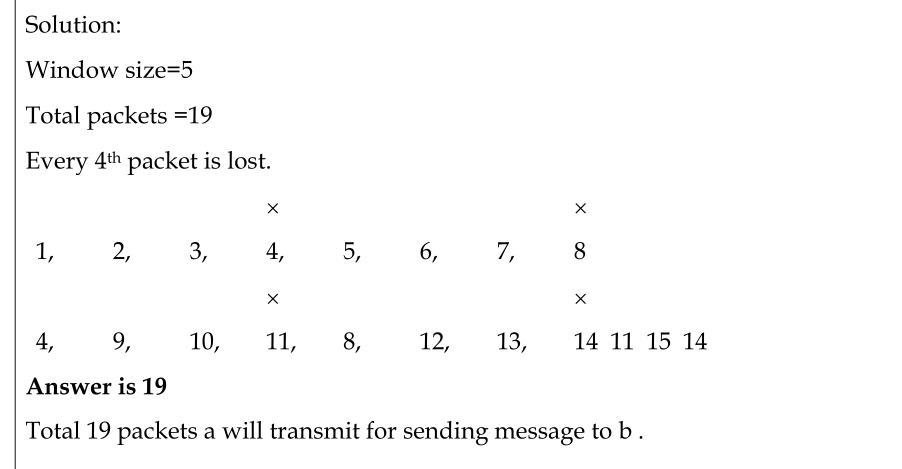 Solution:
Window size=5
Total packets =19
Every 4th packet is lost.
× ×
1, 2, 3, 4, 5, 6, 7, 8
× ×
4, 9, 10, 11, 8, 12, 13, 14 11 15 14
Answer is 19
Total 19 packets a will transmit for sending message to b .